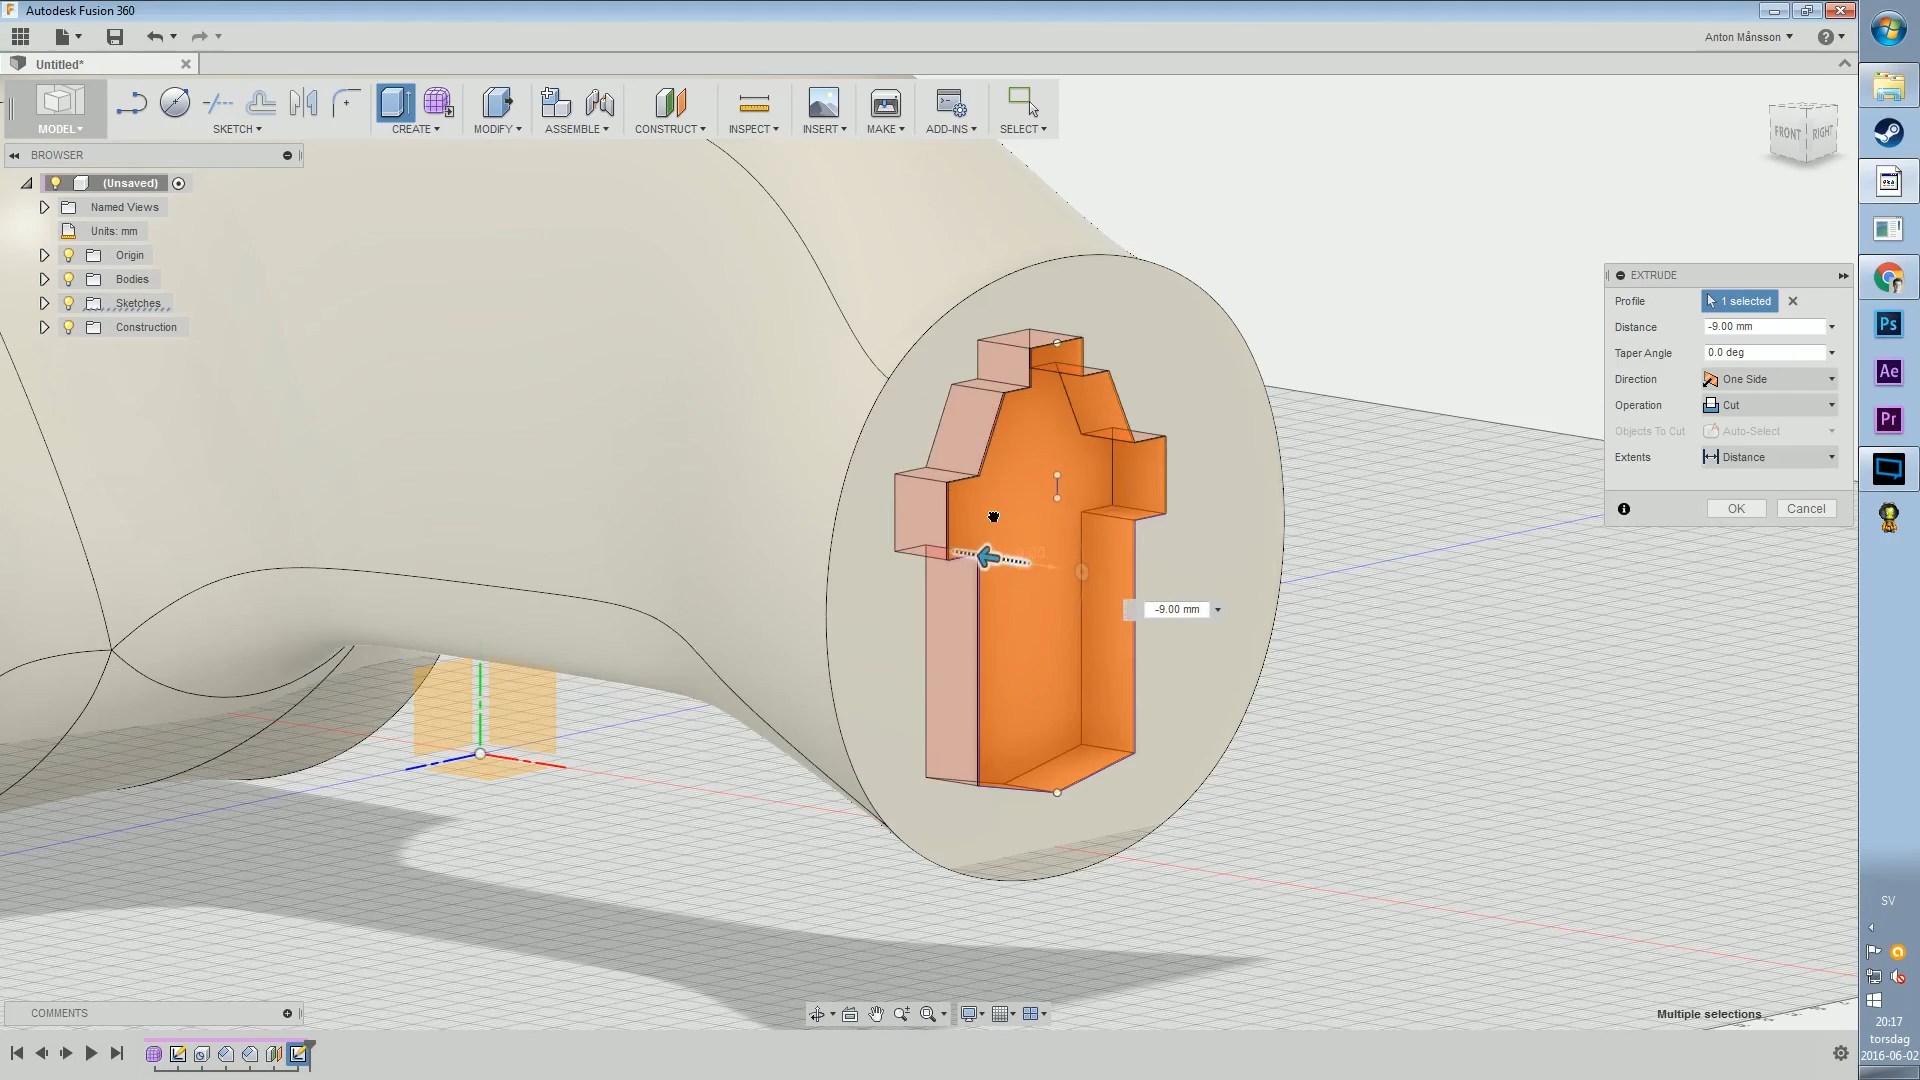 Autodesk Fusion 360
Anton Månsson
Untitled*
MODEL
SKETCH
CREATE
MODIFY
ASSEMBLE
CONSTRUCT
INSPECT
INSERT
MAKE
ADD-INS
SELECT
FRONT
RIGHT
BROWSER
(Unsaved)
Named Views
Units: mm
Origin
Bodies
Sketches
Construction
EXTRUDE
Profile 1 selected
Distance -9.00 mm
Taper Angle 0.0 deg
Direction One Side
Operation Cut
Objects To Cut Auto-Select
Extents Distance
OK Cancel
-9.00 mm
Ps
Ae
Pr
SV
COMMENTS
Multiple selections
20:17
torsdag
2016-06-02